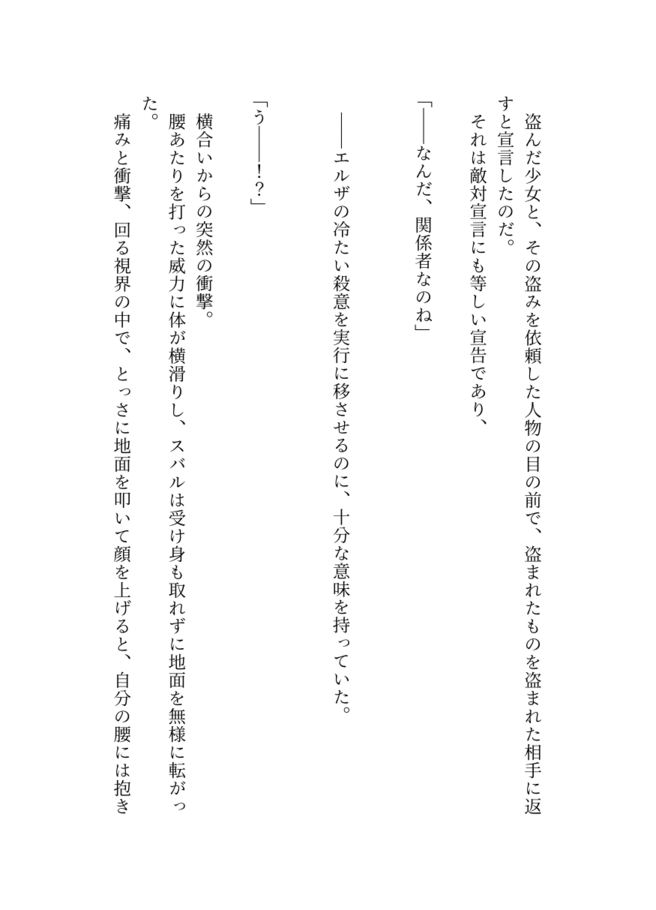 盗んだ少女と、その盗みを依頼した人物の目の前で、盗まれたものを盗まれた相手に返
すと宣言したのだ。
　それは敵対宣言にも等しい宣告であり、
「――なんだ、関係者なのね」
　――エルザの冷たい殺意を実行に移させるのに、十分な意味を持っていた。
「う――！？」
　横合いからの突然の衝撃。
　腰あたりを打った威力に体が横滑りし、スバルは受け身も取れずに地面を無様に転がっ
た。
　痛みと衝撃、回る視界の中で、とっさに地面を叩いて顔を上げると、自分の腰には抱き